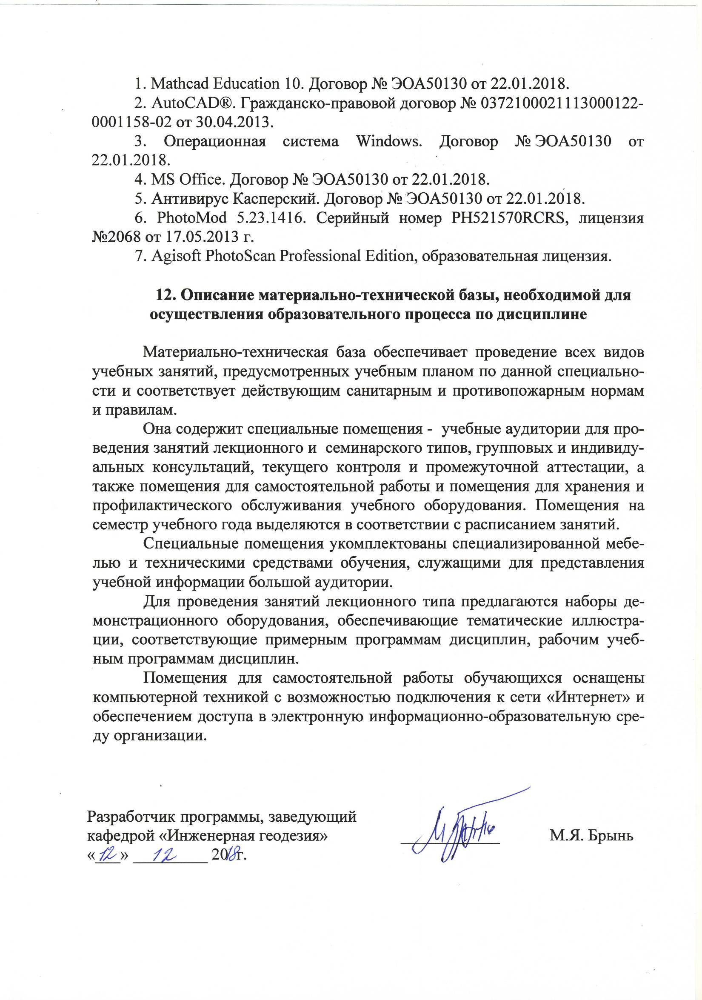 1. Mathcad Education 10. Договор № ЭОА50130 от 22.01.2018.
2. AutoCAD®. Гражданско-правовой договор № 0372100021113000122-
0001158-02 от 30.04.2013.
3. Операционная система Windows. Договор № ЭОА50130 от
22.01.2018.
4. MS Office. Договор № ЭОА50130 от 22.01.2018.
5. Антивирус Касперский. Договор № ЭОА50130 от 22.01.2018.
6. PhotoMod 5.23.1416. Серийный номер PH521570RCRS, лицензия
№2068 от 17.05.2013 г.
7. Agisoft PhotoScan Professional Edition, образовательная лицензия.
12. Описание материально-технической базы, необходимой для
осуществления образовательного процесса по дисциплине
Материально-техническая база обеспечивает проведение всех видов
учебных занятий, предусмотренных учебным планом по данной специально-
сти и соответствует действующим санитарным и противопожарным нормам
и правилам.
Она содержит специальные помещения - учебные аудитории для про-
ведения занятий лекционного и семинарского типов, групповых и индивиду-
альных консультаций, текущего контроля и промежуточной аттестации, а
также помещения для самостоятельной работы и помещения для хранения и
профилактического обслуживания учебного оборудования. Помещения на
семестр учебного года выделяются в соответствии с расписанием занятий.
Специальные помещения укомплектованы специализированной мебе-
лью и техническими средствами обучения, служащими для представления
учебной информации большой аудитории.
Для проведения занятий лекционного типа предлагаются наборы де-
монстрационного оборудования, обеспечивающие тематические иллюстра-
ции, соответствующие примерным программам дисциплин, рабочим учеб-
ным программам дисциплин.
Помещения для самостоятельной работы обучающихся оснащены
компьютерной техникой с возможностью подключения к сети «Интернет» и
обеспечением доступа в электронную информационно-образовательную сре-
ду организации.
Разработчик программы, заведующий
кафедрой «Инженерная геодезия» М.Я. Брынь
«12» 12 2018г.